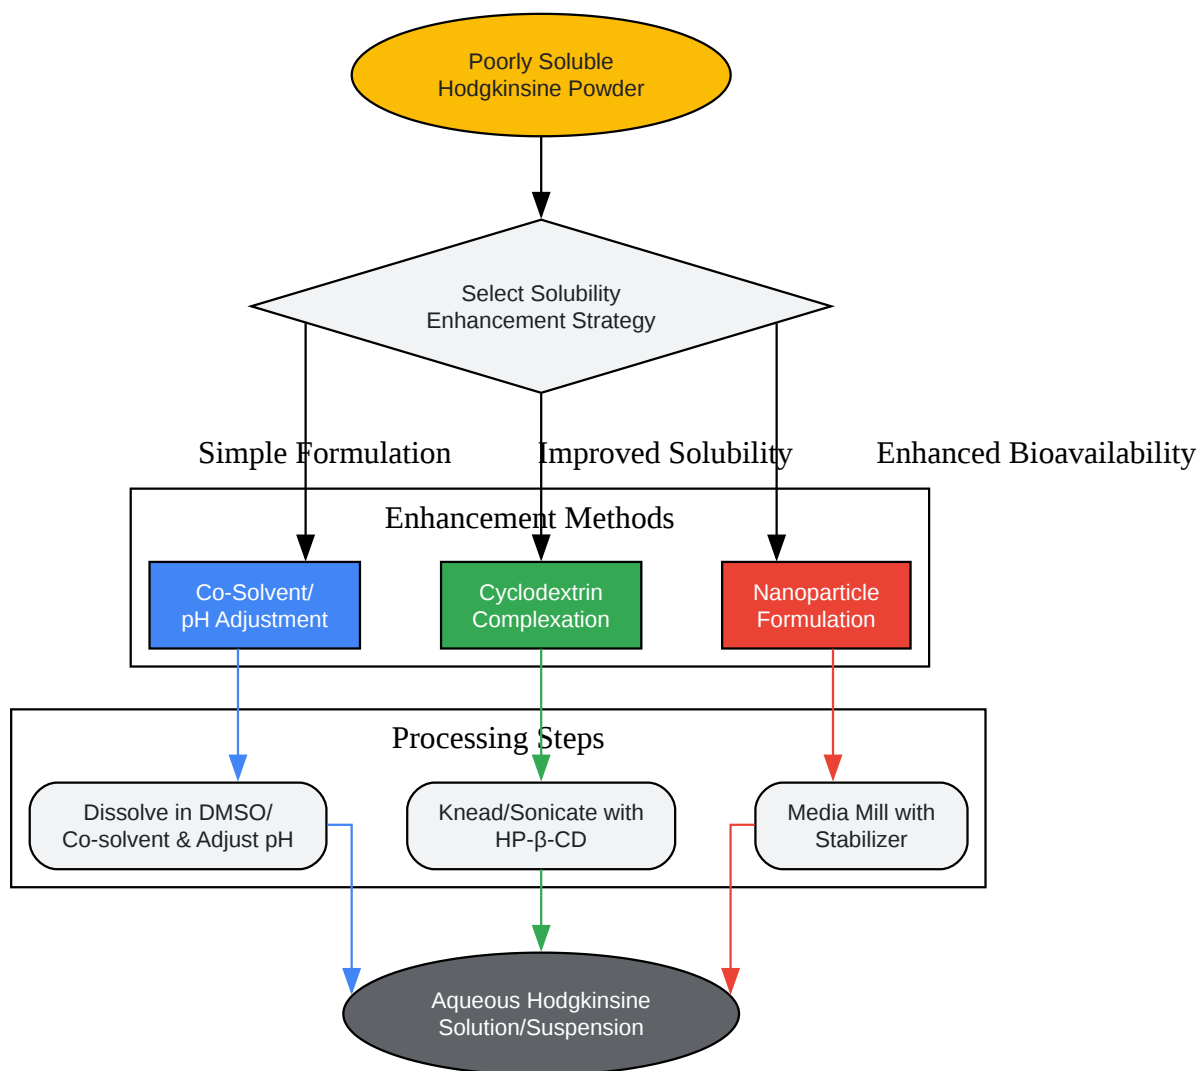 Poorly Soluble
Hodgkinsine Powder
Select Solubility
Enhancement Strategy
Simple Formulation
Improved Solubility
Enhanced Bioavailability
Enhancement Methods
Co-Solvent/
pH Adjustment
Cyclodextrin
Complexation
Nanoparticle
Formulation
Processing Steps
Dissolve in DMSO/
Co-solvent & Adjust pH
Knead/Sonicate with
HP-β-CD
Media Mill with
Stabilizer
Aqueous Hodgkinsine
Solution/Suspension